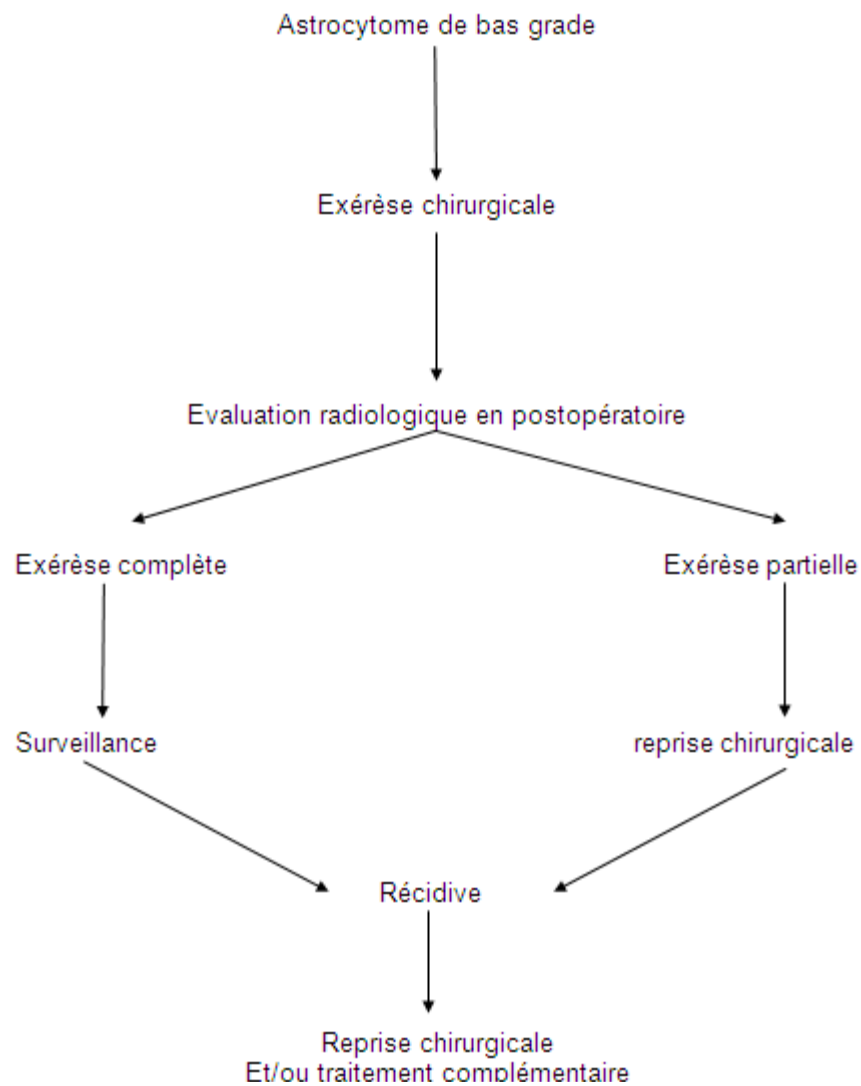 Astrocytome de bas grade
Exérèse chirurgicale
Evaluation radiologique en postopératoire
Exérèse complète
Exérèse partielle
Surveillance
reprise chirurgicale
Récidive
Reprise chirurgicale
Et/ou traitement complémentaire